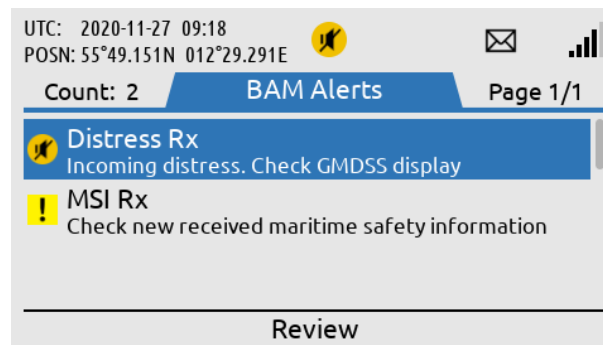 UTC: 2020-11-27 09:18
POSN: 55°49.151N 012°29.291E
Count: 2 BAM Alerts Page 1/1
Distress Rx
Incoming distress. Check GMDSS display
! MSI Rx
Check new received maritime safety information
Review